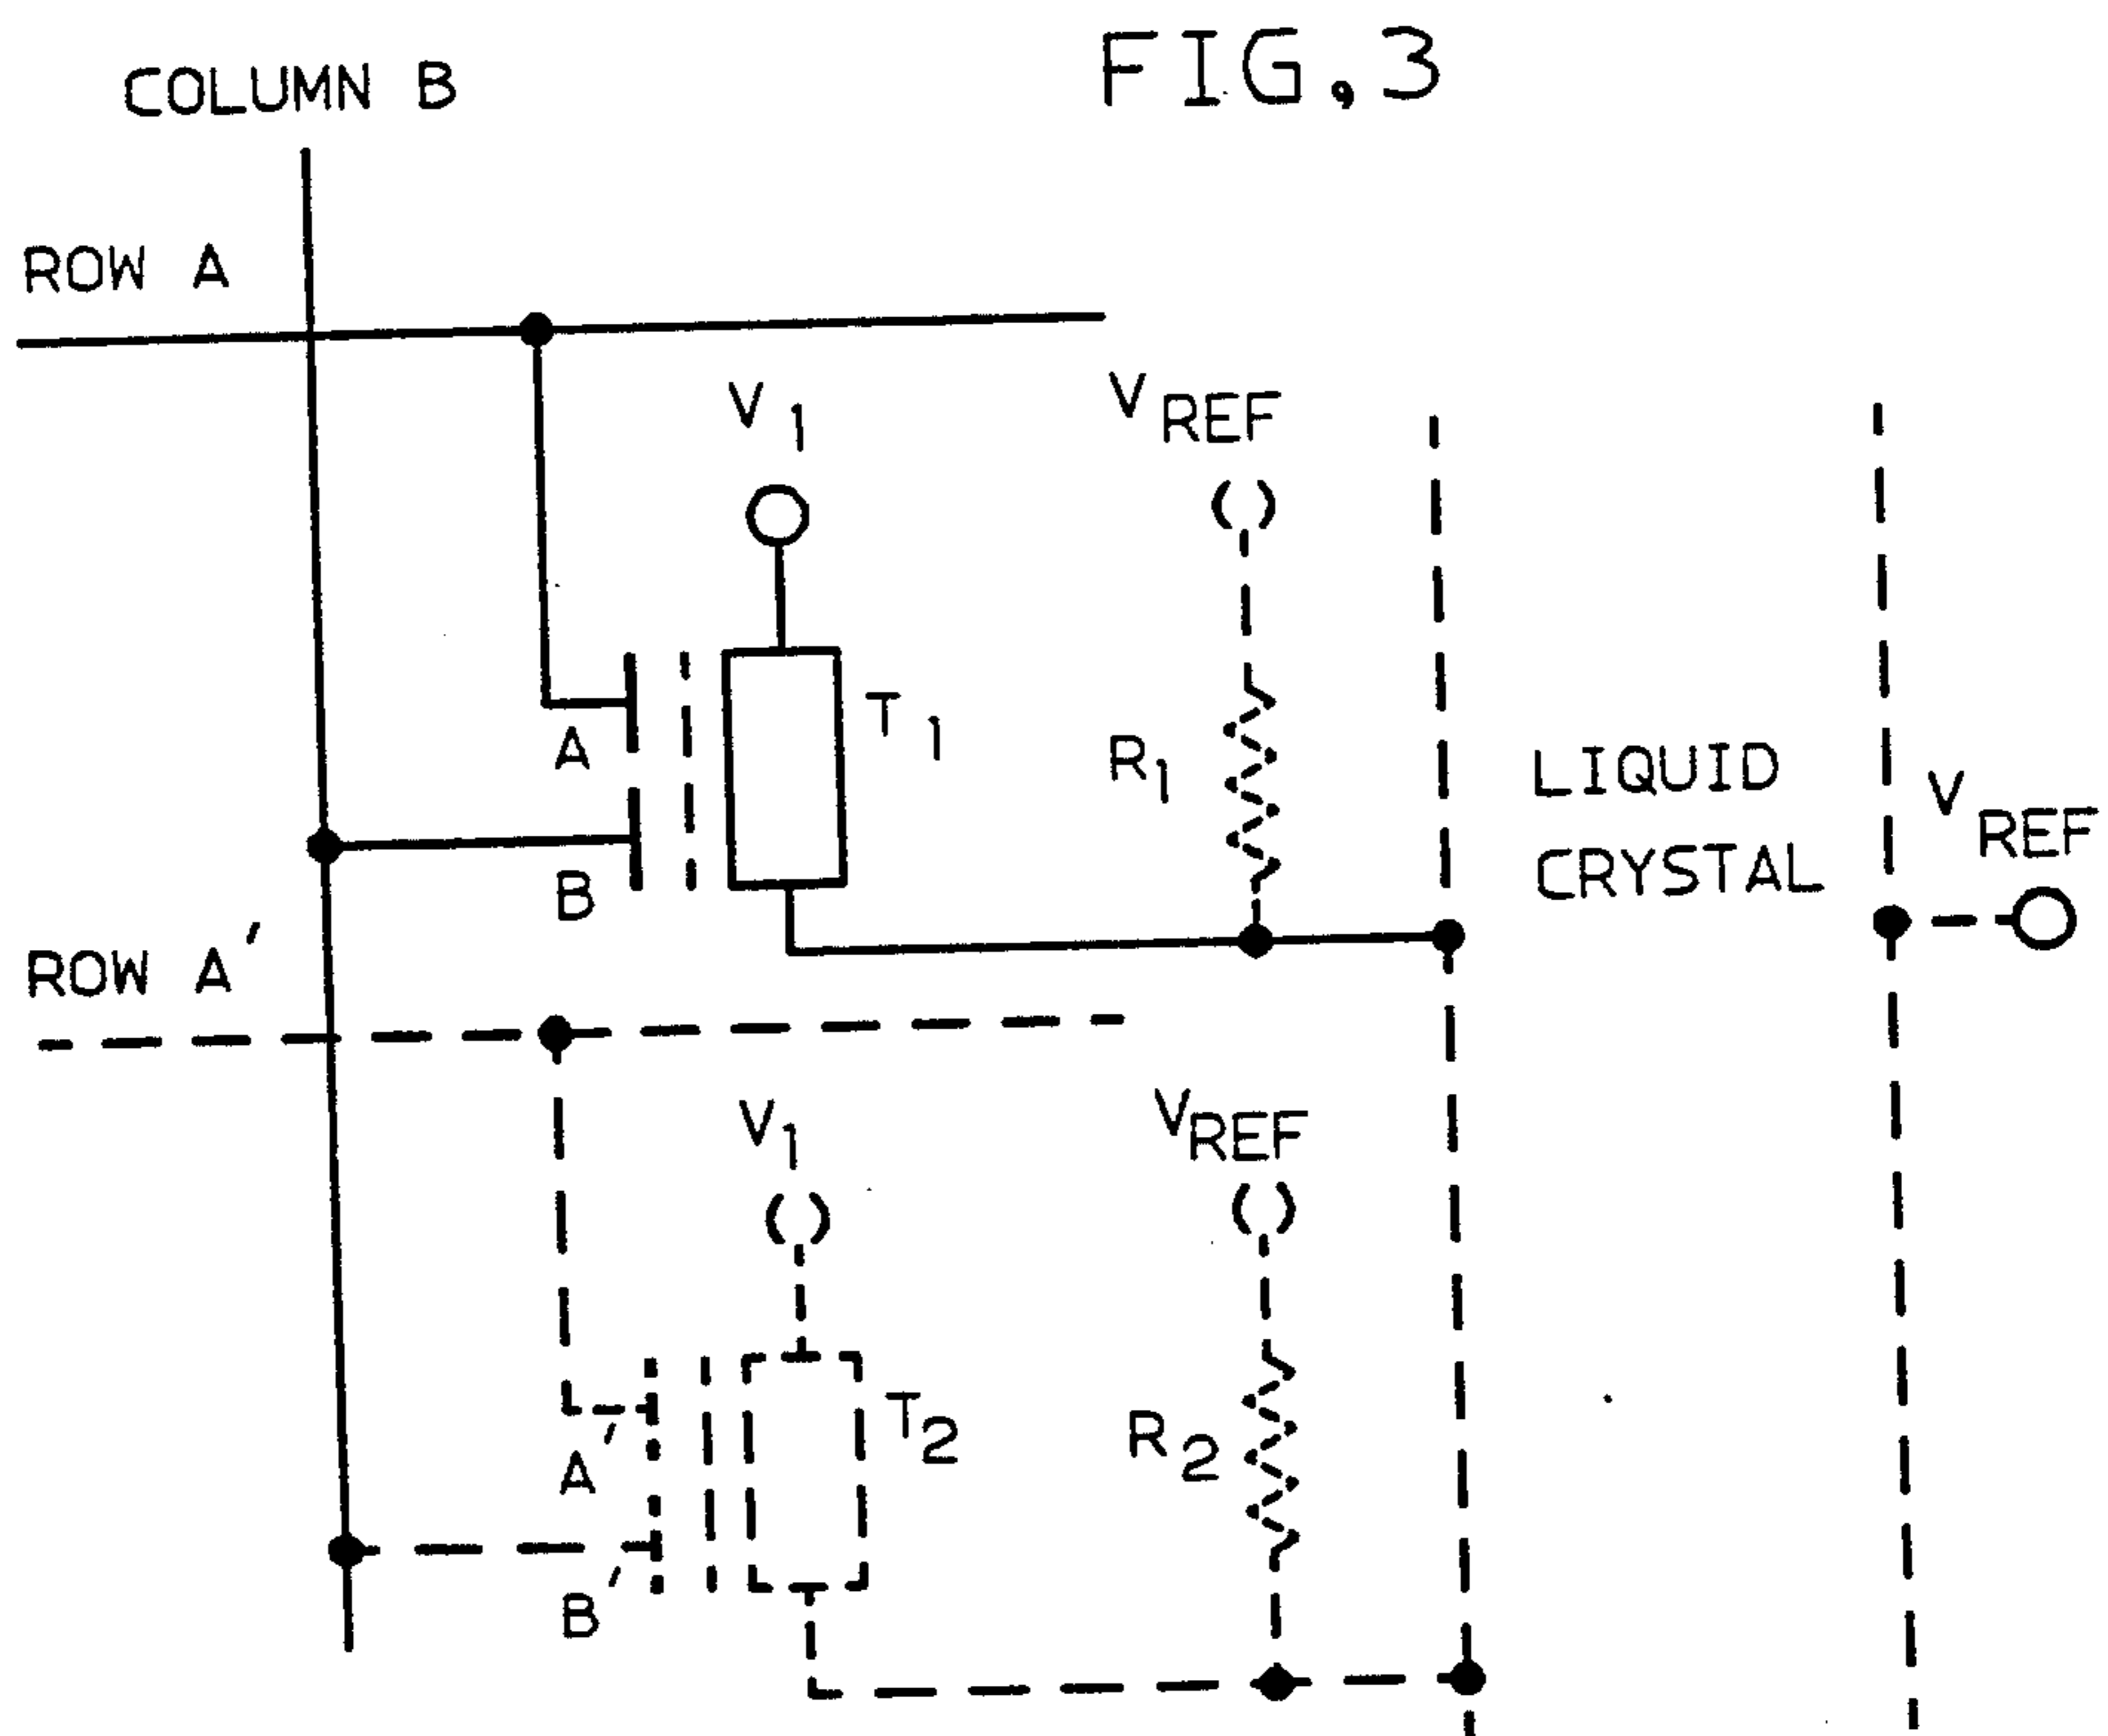 FIG.3
COLUMN B
ROW A
V1
VREF
T1
A
R1
LIQUID
CRYSTAL
VREF
B
ROW A'
V1
VREF
T2
A'
R2
B'